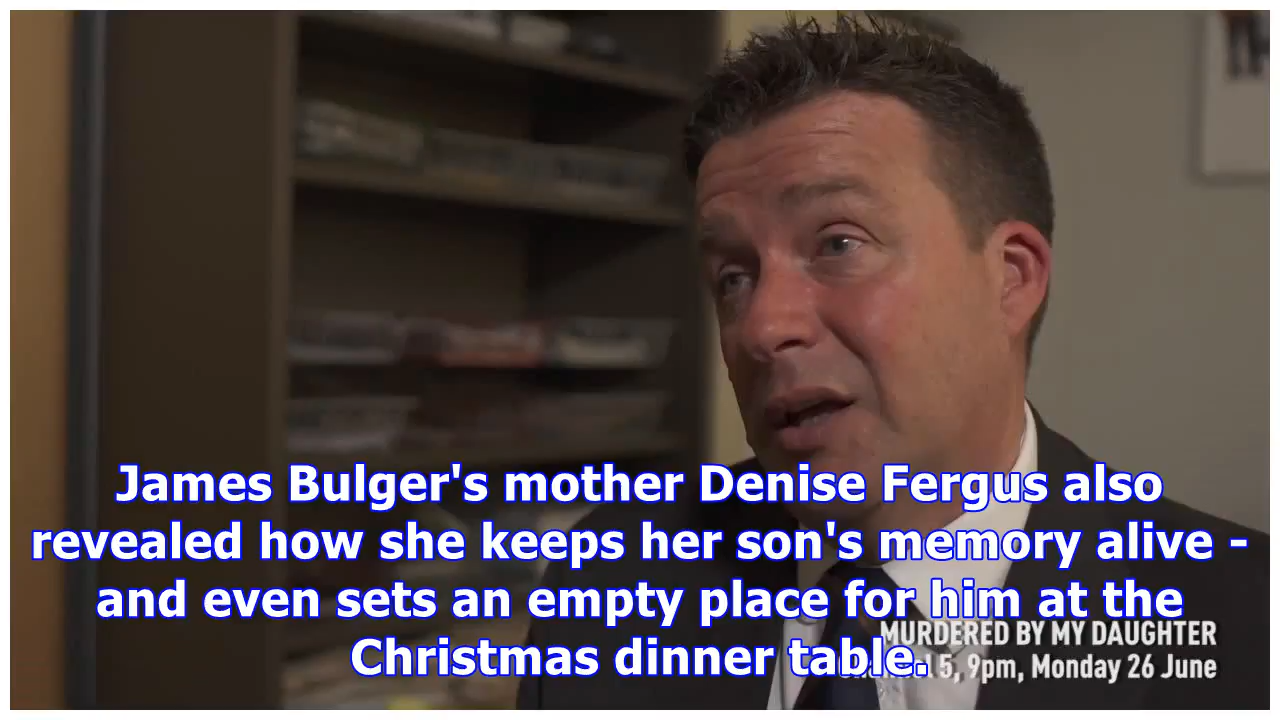 James Bulger's mother Denise Fergus also
revealed how she keeps her son's memory alive -
and even sets an empty place for him at the
Christmas dinner table.
MURDERED BY MY DAUGHTER
5, 9pm, Monday 26 June